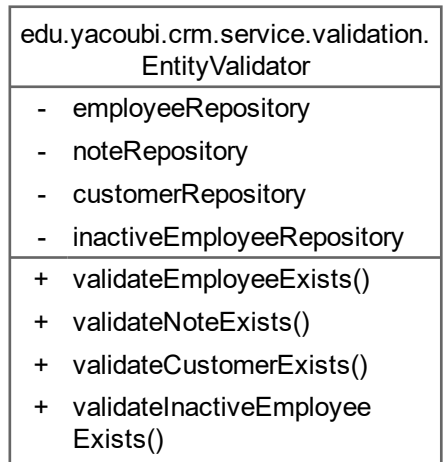 edu.yacoubi.crm.service.validation.
EntityValidator
- employeeRepository
- noteRepository
- customerRepository
- inactiveEmployeeRepository
+ validateEmployeeExists()
+ validateNoteExists()
+ validateCustomerExists()
+ validateInactiveEmployee
Exists()